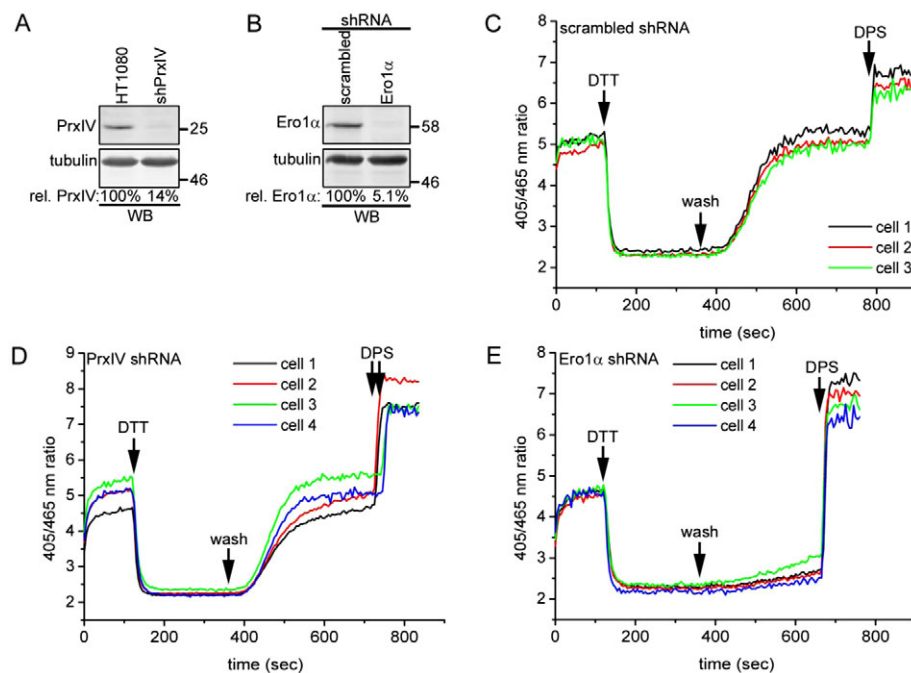 A
HT1080
shPrxIV
PrxIV
25
tubulin
46
rel. PrxIV: 100% 14%
WB
B
shRNA
scrambled
Ero1α
Ero1α
58
tubulin
46
rel. Ero1α: 100% 5.1%
WB
C
scrambled shRNA
DPS
DTT
wash
cell 1
cell 2
cell 3
405/465 nm ratio
8
7
6
5
4
3
2
0 200 400 600 800
time (sec)
D
PrxIV shRNA
DPS
cell 1
cell 2
cell 3
cell 4
DTT
wash
405/465 nm ratio
9
8
7
6
5
4
3
2
0 200 400 600 800
time (sec)
E
Ero1α shRNA
DPS
cell 1
cell 2
cell 3
cell 4
DTT
wash
405/465 nm ratio
8
7
6
5
4
3
2
0 200 400 600 800
time (sec)